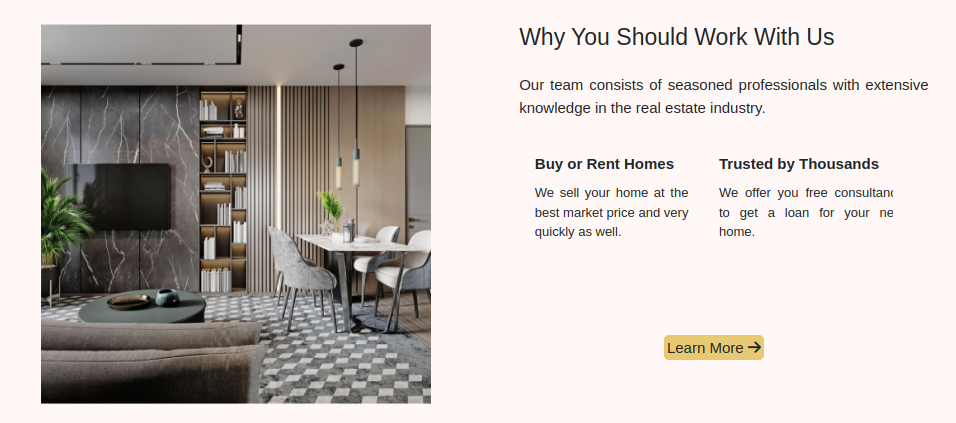 Why You Should Work With Us
Our team consists of seasoned professionals with extensive
knowledge in the real estate industry.
Buy or Rent Homes
We sell your home at the
best market price and very
quickly as well.
Trusted by Thousands
We offer you free
to get a loan for your
home.
Learn More